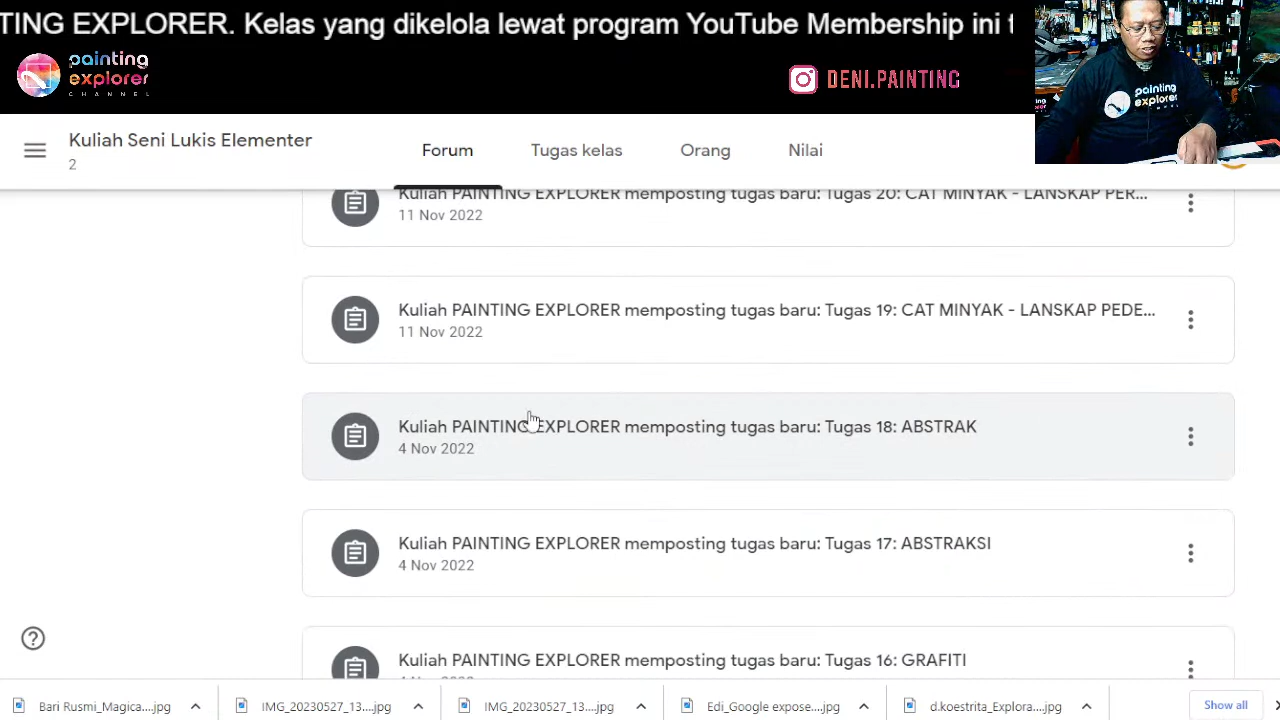 TING EXPLORER. Kelas yang dikelola lewat program YouTube Membership ini t
painting
explorer
CHANNEL
DENI.PAINTING
painting
explorer
Kuliah Seni Lukis Elementer
2
Forum
Tugas kelas
Orang
Nilai
Kuliah PAINTING EXPLORER memposting tugas baru: Tugas 20: CAT MINYAK - LANSKAP PER...
11 Nov 2022
Kuliah PAINTING EXPLORER memposting tugas baru: Tugas 19: CAT MINYAK - LANSKAP PEDE...
11 Nov 2022
Kuliah PAINTING EXPLORER memposting tugas baru: Tugas 18: ABSTRAK
4 Nov 2022
Kuliah PAINTING EXPLORER memposting tugas baru: Tugas 17: ABSTRAKSI
4 Nov 2022
Kuliah PAINTING EXPLORER memposting tugas baru: Tugas 16: GRAFITI
Bari Rusmi_Magica....jpg
IMG_20230527_13....jpg
IMG_20230527_13....jpg
Edi_Google expose....jpg
d.koestrita_Explora....jpg
Show all